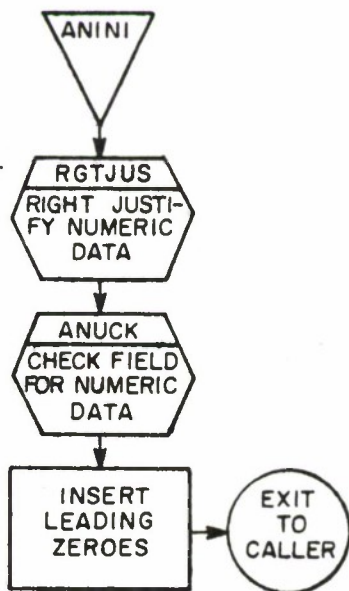 ANINI
RGTJUS
RIGHT JUSTI-
FY NUMERIC
DATA
ANUCK
CHECK FIELD
FOR NUMERIC
DATA
INSERT
LEADING
ZEROES
EXIT
TO
CALLER